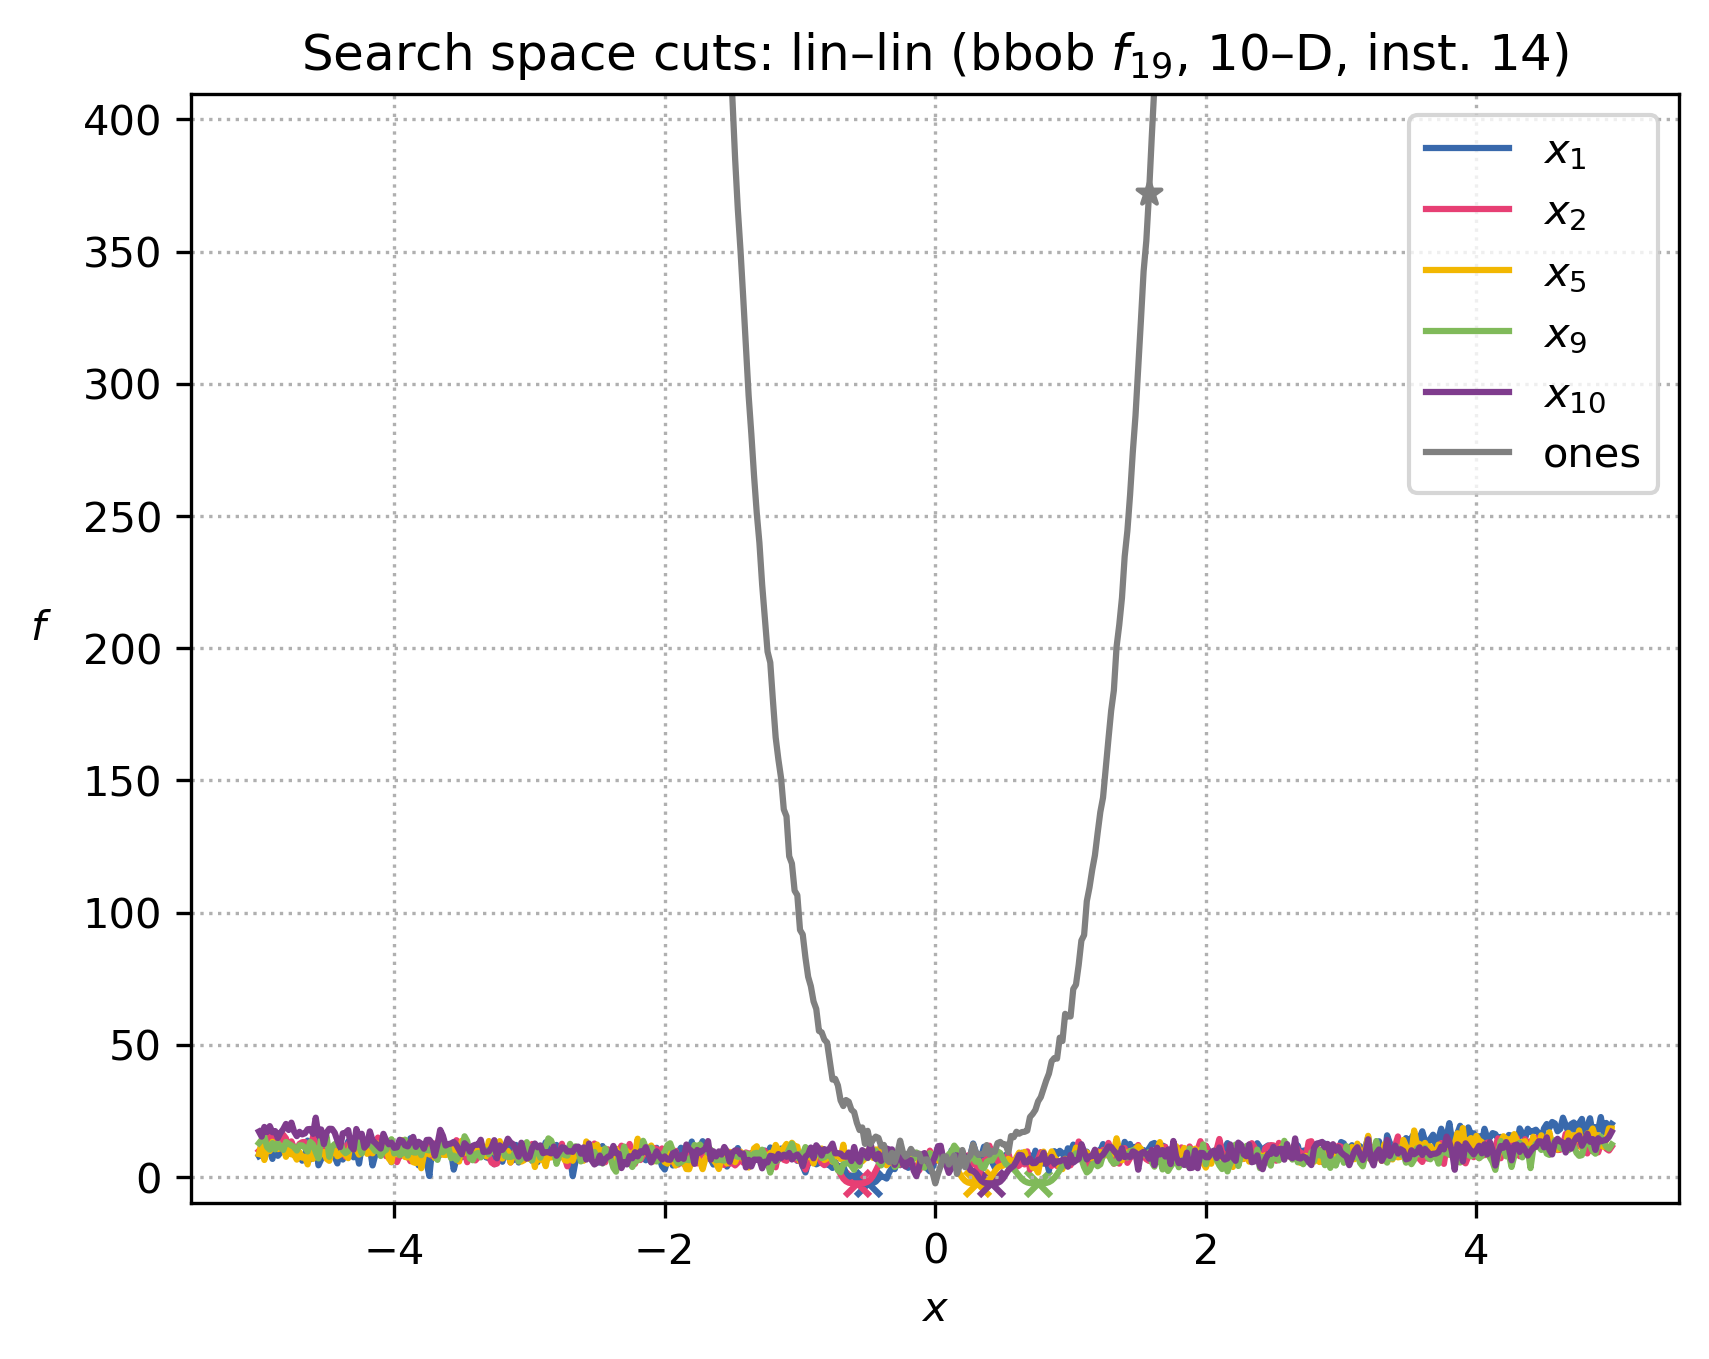 Search space cuts: lin–lin (bbob f₁₉, 10–D, inst. 14)
400
350
300
250
200
150
100
50
0
f
−4
−2
0
2
4
x
x₁
x₂
x₅
x₉
x₁₀
ones